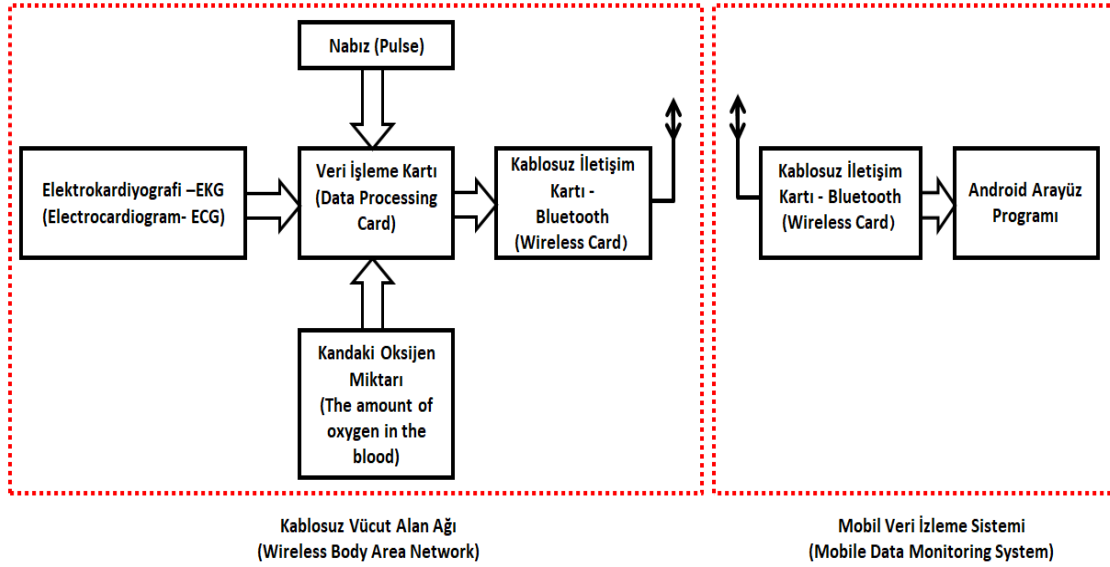 Nabız (Pulse)
Elektrokardiyografi –EKG
(Electrocardiogram- ECG)
Veri İşleme Kartı
(Data Processing
Card)
Kablosuz İletişim
Kartı -
Bluetooth
(Wireless Card)
Kandaki Oksijen
Miktarı
(The amount of
oxygen in the
blood)
Kablosuz İletişim
Kartı - Bluetooth
(Wireless Card)
Android Arayüz
Programı
Kablosuz Vücut Alan Ağı
(Wireless Body Area Network)
Mobil Veri İzleme Sistemi
(Mobile Data Monitoring System)